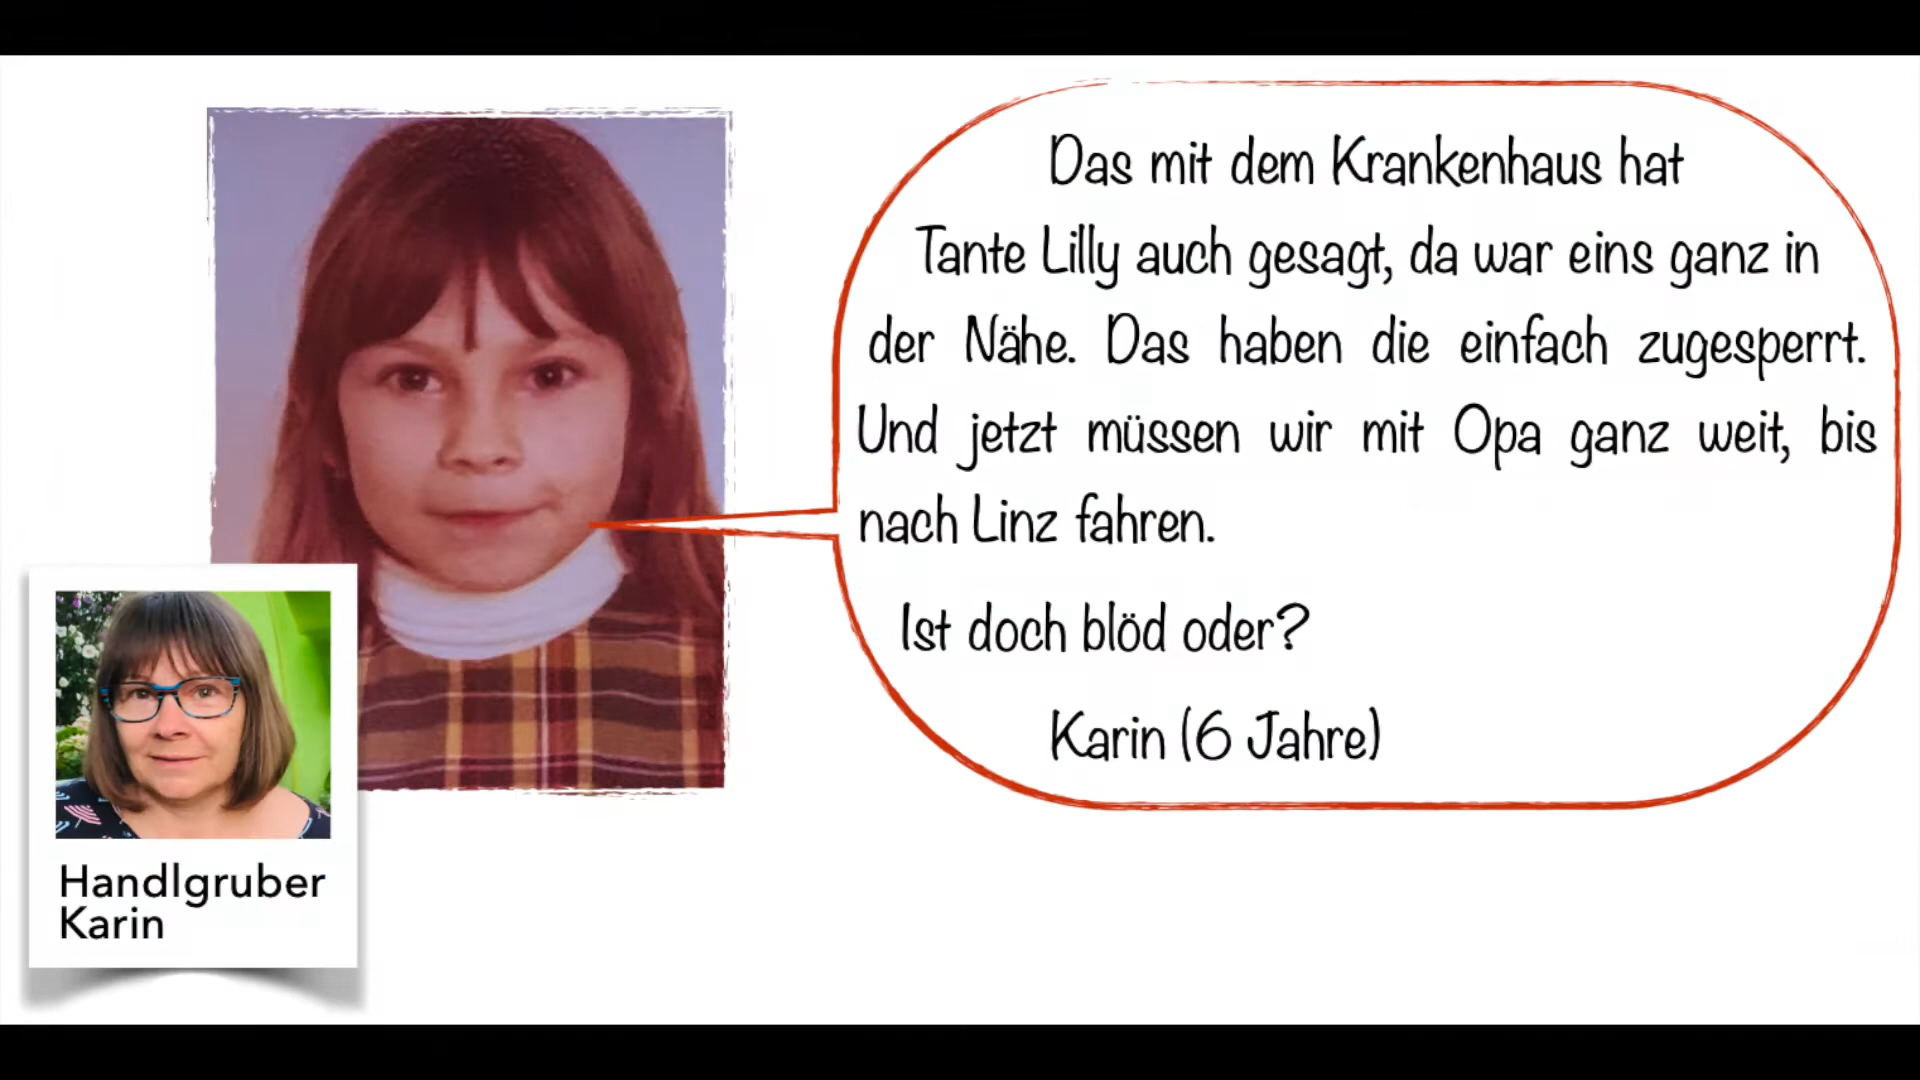 Das mit dem Krankenhaus hat
Tante Lilly auch gesagt, da war eins ganz in
der Nähe. Das haben die einfach zugesperrt.
Und jetzt müssen wir mit Opa ganz weit, bis
nach Linz fahren.
Ist doch blöd oder?
Karin (6 Jahre)
Handlgruber
Karin